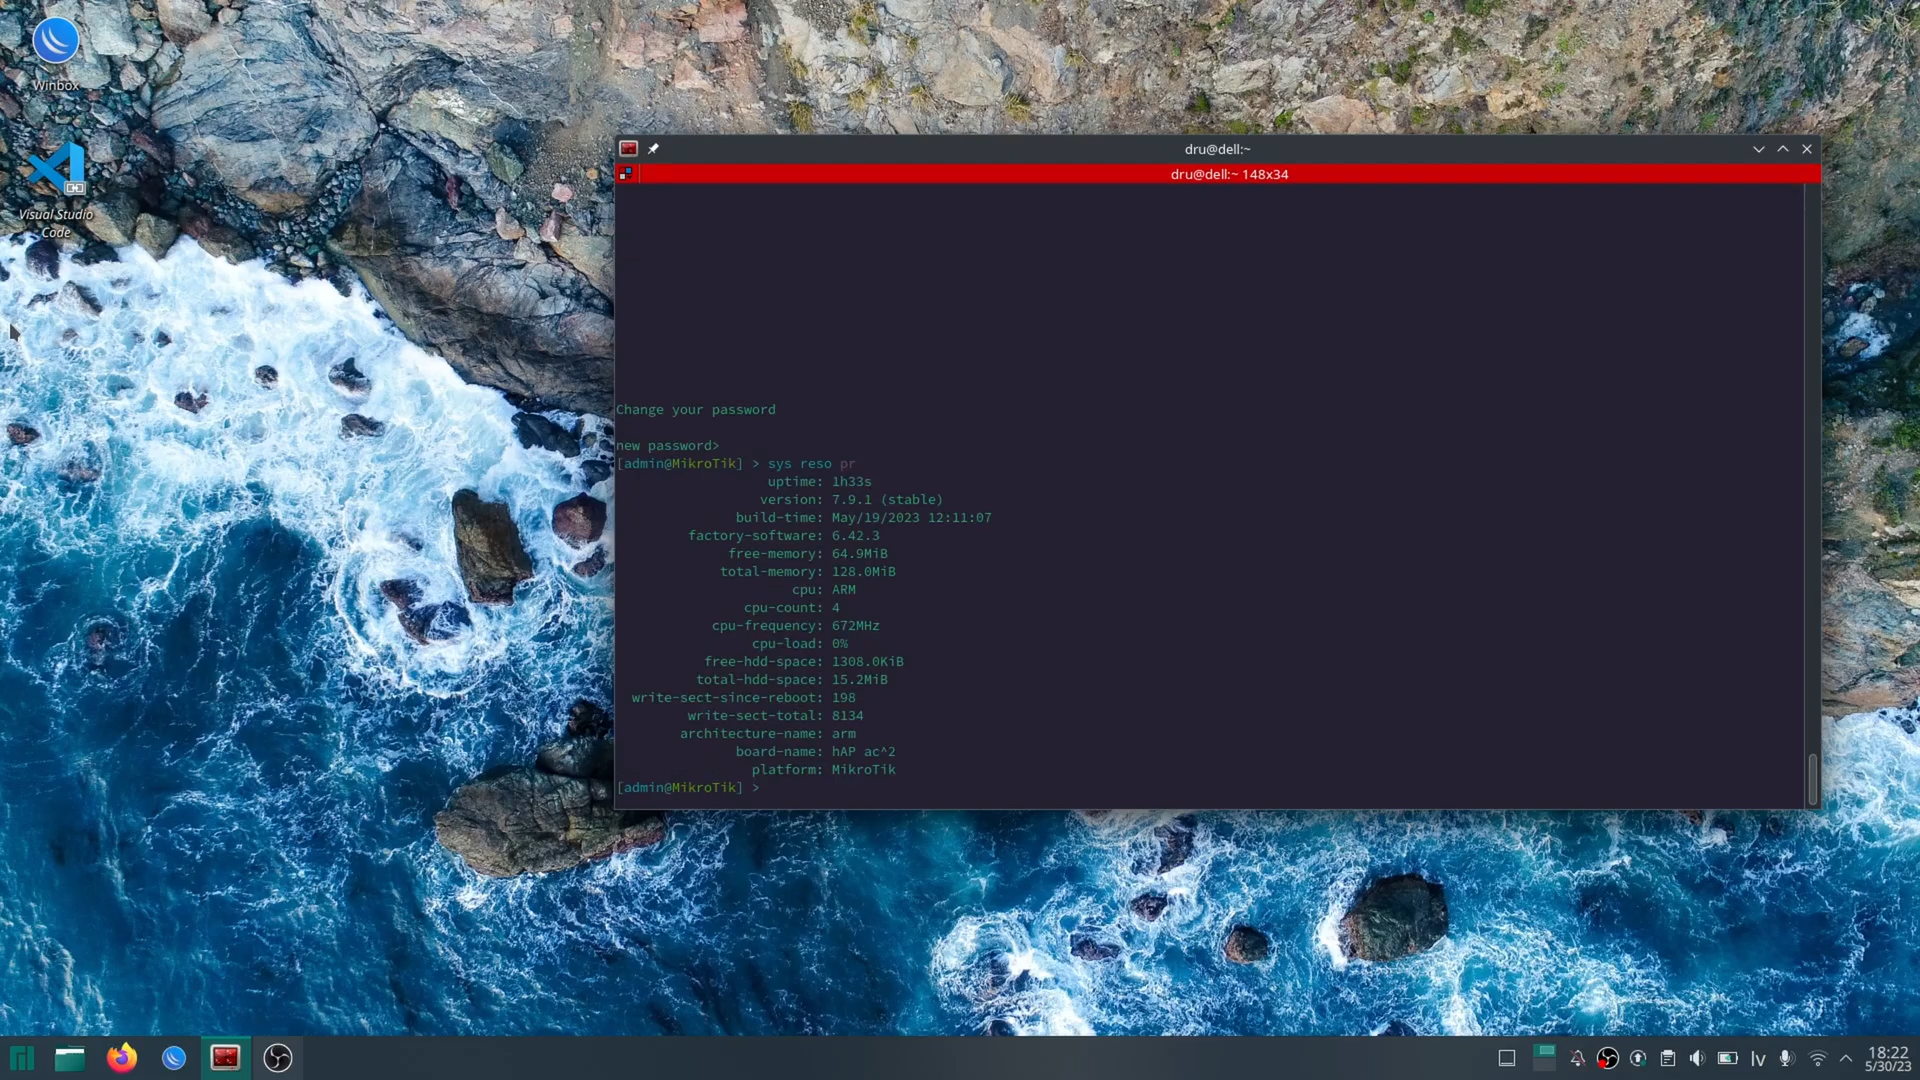 Winbox
Visual Studio
Code
dru@dell:~
dru@dell:~ 148x34
Change your password
new password>
[admin@MikroTik] > sys reso pr
uptime: 1h33s
version: 7.9.1 (stable)
build-time: May/19/2023 12:11:07
factory-software: 6.42.3
free-memory: 64.9MiB
total-memory: 128.0MiB
cpu: ARM
cpu-count: 4
cpu-frequency: 672MHz
cpu-load: 0%
free-hdd-space: 1308.0KiB
total-hdd-space: 15.2MiB
write-sect-since-reboot: 198
write-sect-total: 8134
architecture-name: arm
board-name: hAP ac^2
platform: MikroTik
[admin@MikroTik] >
lv
18:22
5/30/23